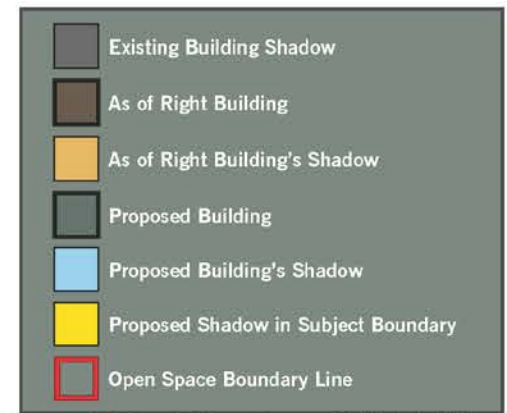 Existing Building Shadow
As of Right Building
As of Right Building's Shadow
Proposed Building
Proposed Building's Shadow
Proposed Shadow in Subject Boundary
Open Space Boundary Line